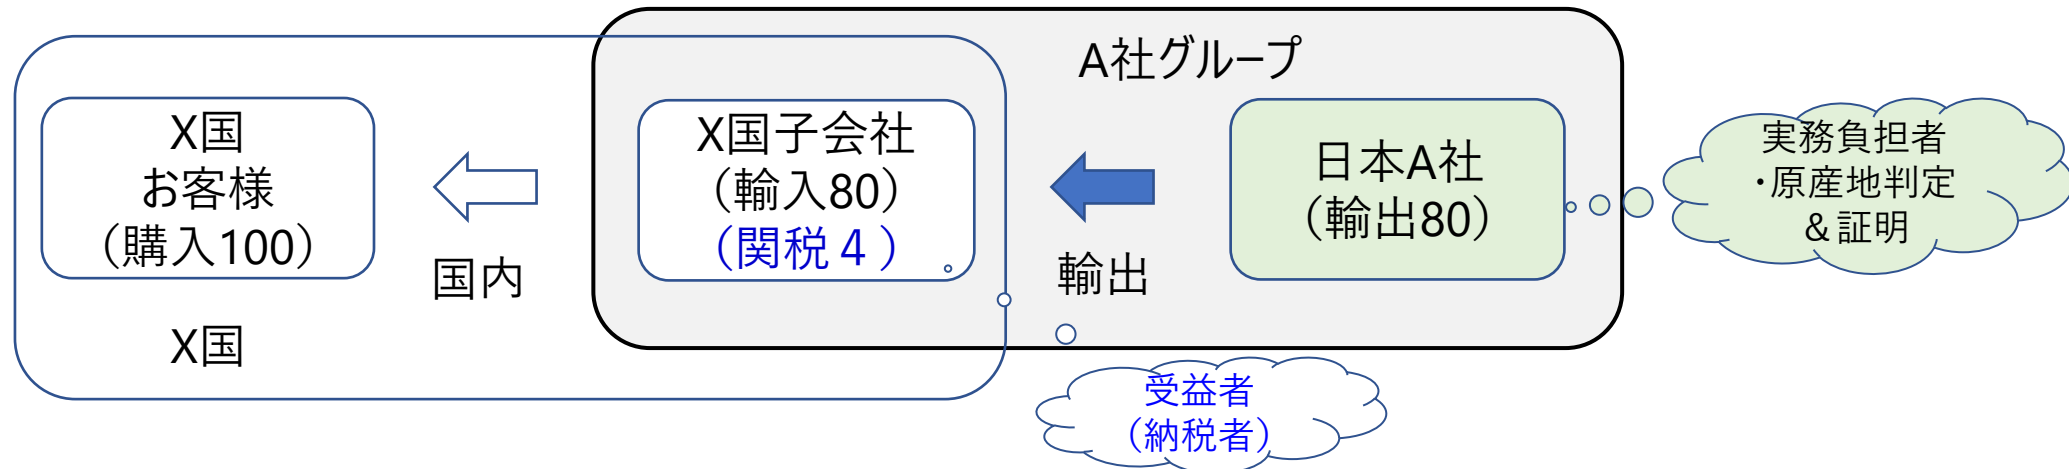 A社グループ
X国
お客様
（購入100）
国内
X国子会社
（輸入80）
（関税４）
輸出
日本A社
（輸出80）
実務負担者
・原産地判定
＆証明
X国
受益者
（納税者）